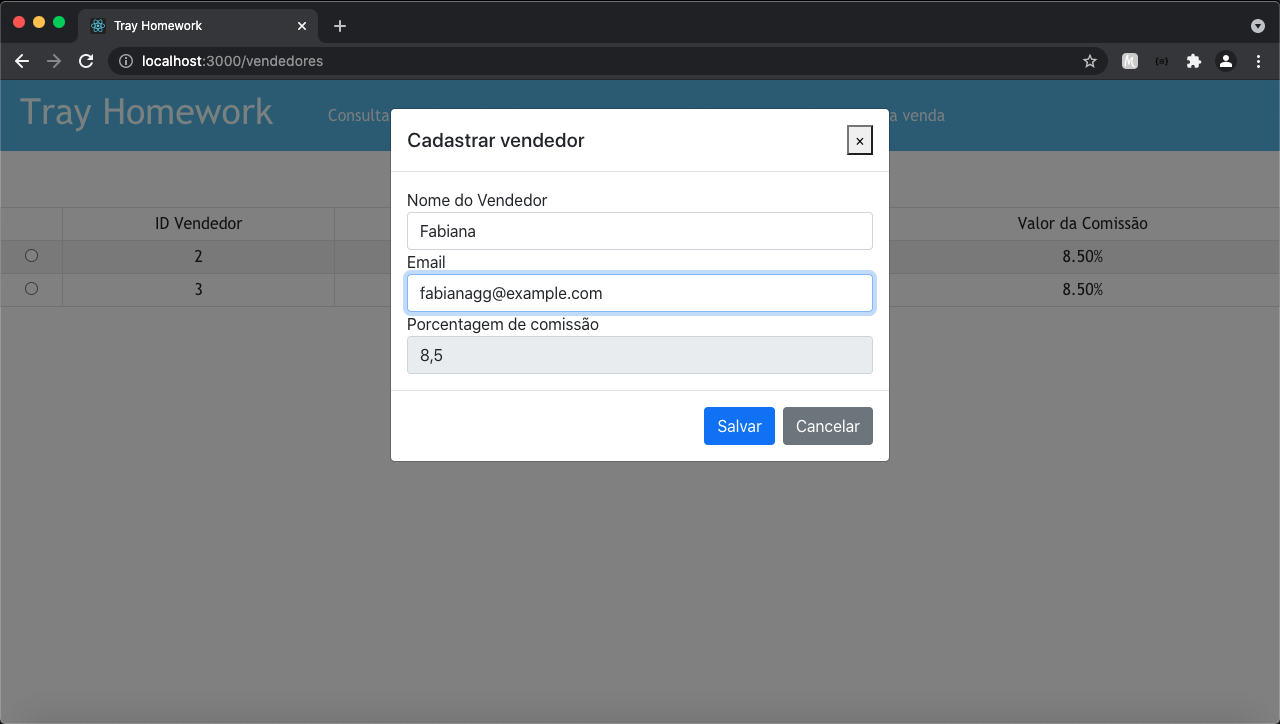 Tray Homework
localhost:3000/vendedores
Tray Homework
Consulta
a venda
Cadastrar vendedor
×
Nome do Vendedor
Fabiana
Email
fabianagg@example.com
Porcentagem de comissão
8,5
Salvar
Cancelar
ID Vendedor
Valor da Comissão
2
8.50%
3
8.50%